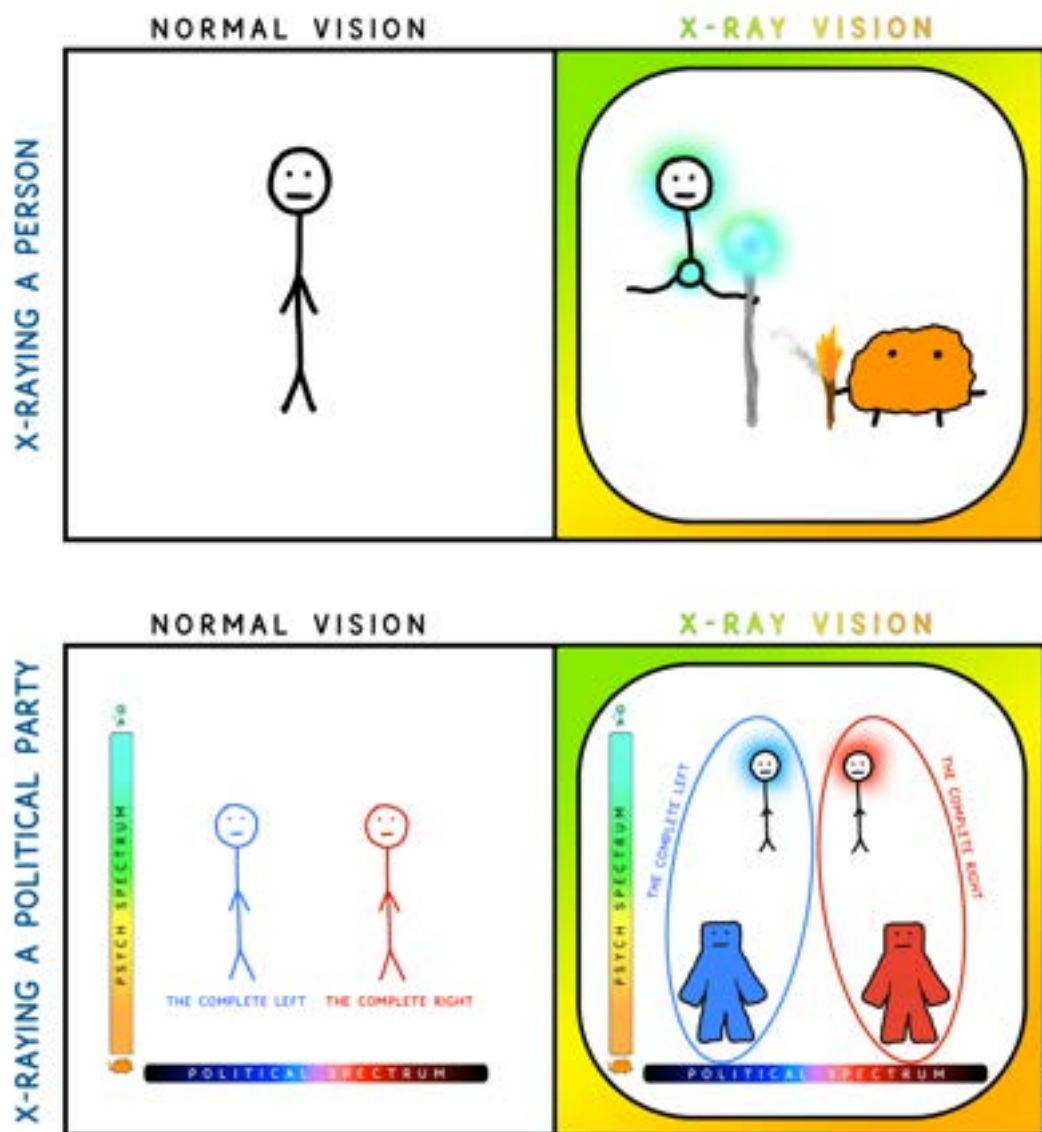 NORMAL VISION
X-RAY VISION
X-RAYING A PERSON
NORMAL VISION
X-RAY VISION
X-RAYING A POLITICAL PARTY
PSYCH SPECTRUM
THE COMPLETE LEFT
THE COMPLETE RIGHT
POLITICAL SPECTRUM
PSYCH SPECTRUM
THE COMPLETE LEFT
THE COMPLETE RIGHT
POLITICAL SPECTRUM